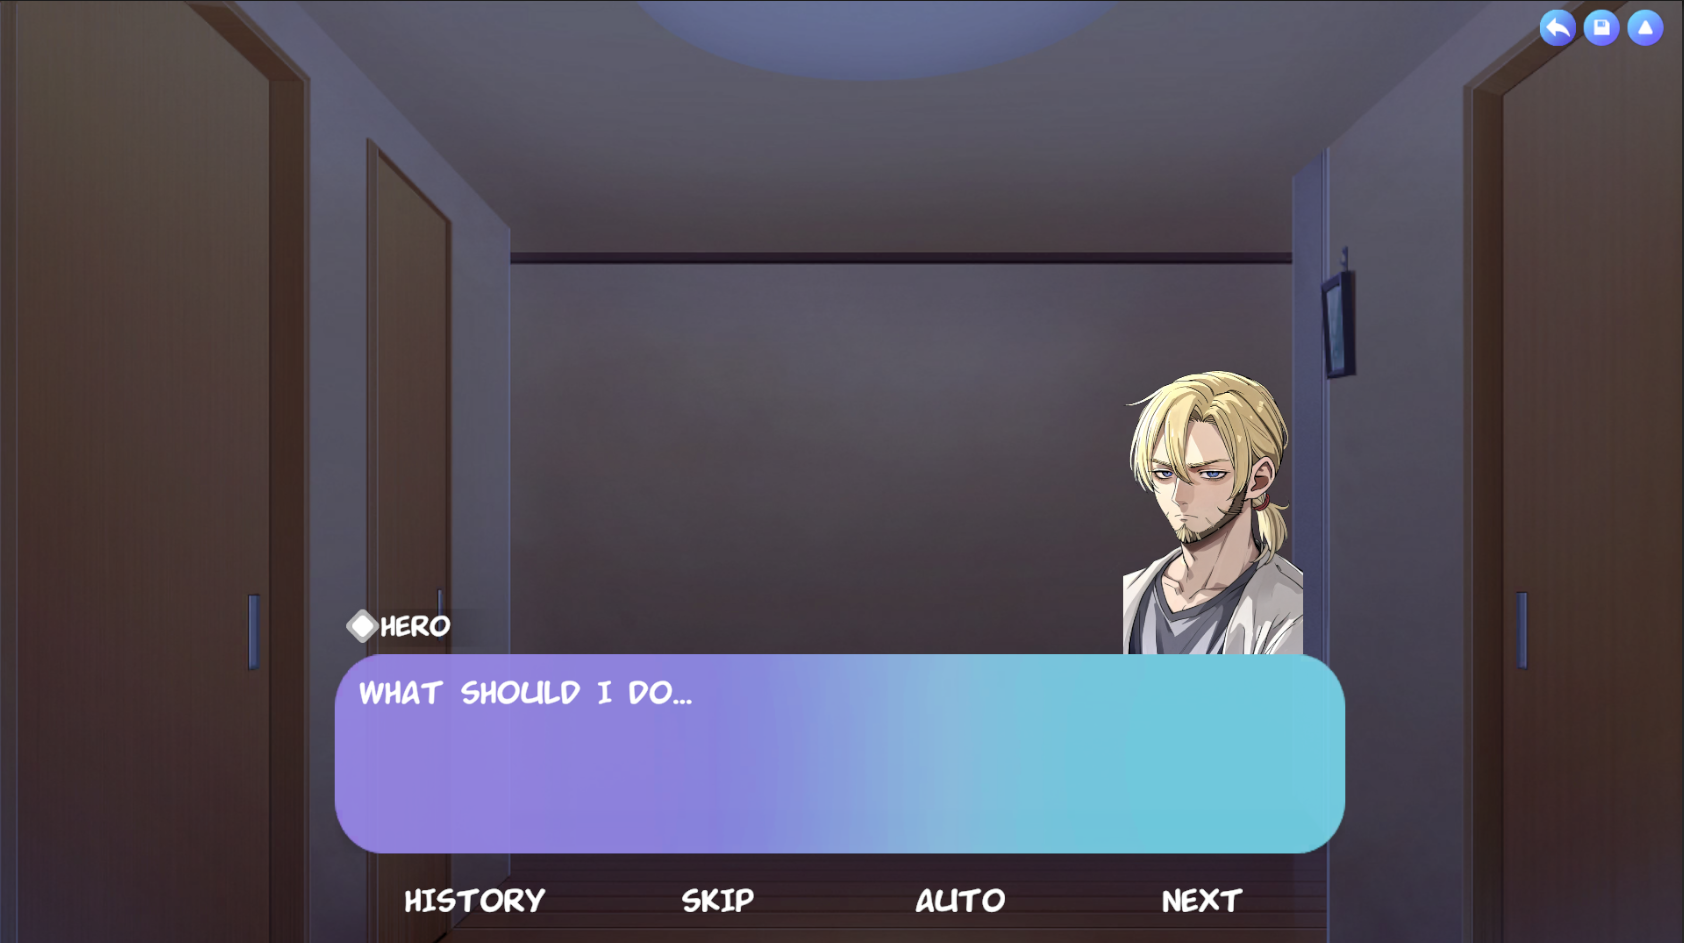 HERO
WHAT SHOULD I DO...
HISTORY
SKIP
AUTO
NEXT